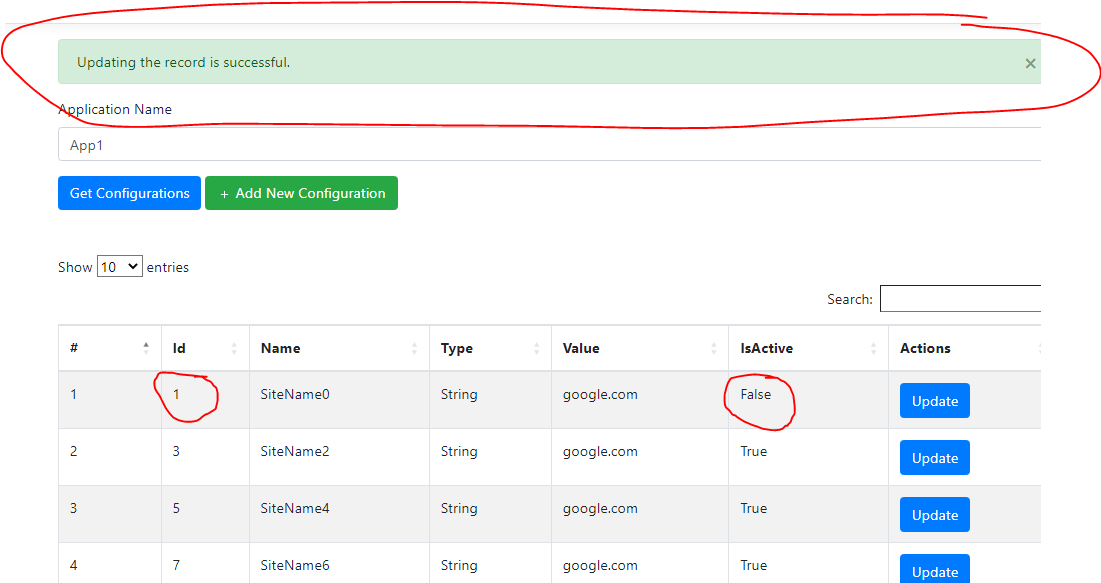 Updating the record is successful. ×
Application Name
App1
Get Configurations + Add New Configuration
Show 10 entries
Search:
# Id Name Type Value IsActive Actions
1 1 SiteName0 String google.com False Update
2 3 SiteName2 String google.com True Update
3 5 SiteName4 String google.com True Update
4 7 SiteName6 String google.com True Update